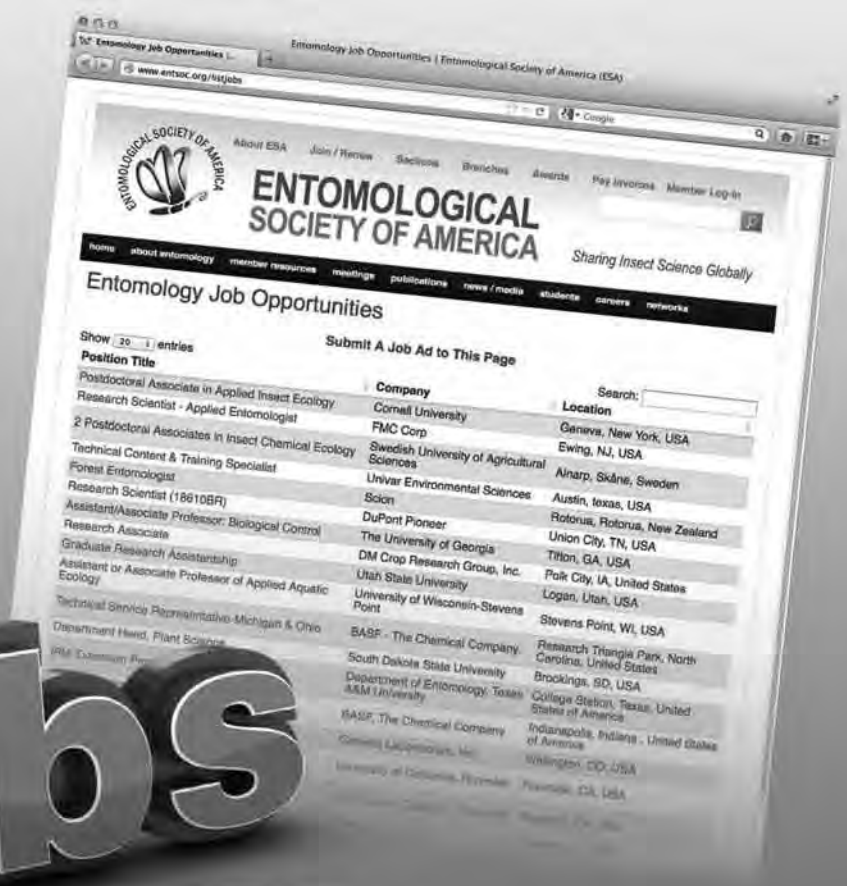 Entomology Job Opportunities | Entomological Society of America (ESA)
Entomology Job Opportunities |...
www.entsoc.org/listjobs
Google
ENTOMOLOGICAL SOCIETY OF AMERICA
About ESA Join / Renew Sections Branches Awards Pay Invoices Member Log-In
ENTOMOLOGICAL
SOCIETY OF AMERICA
Sharing Insect Science Globally
home about entomology member resources meetings publications news / media students careers networks
Entomology Job Opportunities
Show 20 entries
Submit A Job Ad to This Page
Search:
Position Title Company Location
Postdoctoral Associate in Applied Insect Ecology Cornell University Geneva, New York, USA
Research Scientist - Applied Entomologist FMC Corp Ewing, NJ, USA
2 Postdoctoral Associates in Insect Chemical Ecology Swedish University of Agricultural
Sciences Alnarp, Skåne, Sweden
Technical Content & Training Specialist Univar Environmental Sciences Austin, texas, USA
Forest Entomologist Scion Rotorua, Rotorua, New Zealand
Research Scientist (18610BR) DuPont Pioneer Union City, TN, USA
Assistant/Associate Professor: Biological Control The University of Georgia Tifton, GA, USA
Research Associate DM Crop Research Group, Inc. Polk City, IA, United States
Graduate Research Assistantship Utah State University Logan, Utah, USA
Assistant or Associate Professor of Applied Aquatic
Ecology University of Wisconsin-Stevens
Point Stevens Point, WI, USA
Technical Service Representative-Michigan & Ohio BASF - The Chemical Company. Research Triangle Park, North
Carolina, United States
Department Head, Plant Science South Dakota State University Brookings, SD, USA
Department of Entomology, Texas
A&M University College Station, Texas, United
States of America
BASF, The Chemical Company Indianapolis, Indiana , United States
of America
Wellington, CO, USA
University of California, Riverside Riverside, CA, USA
bs